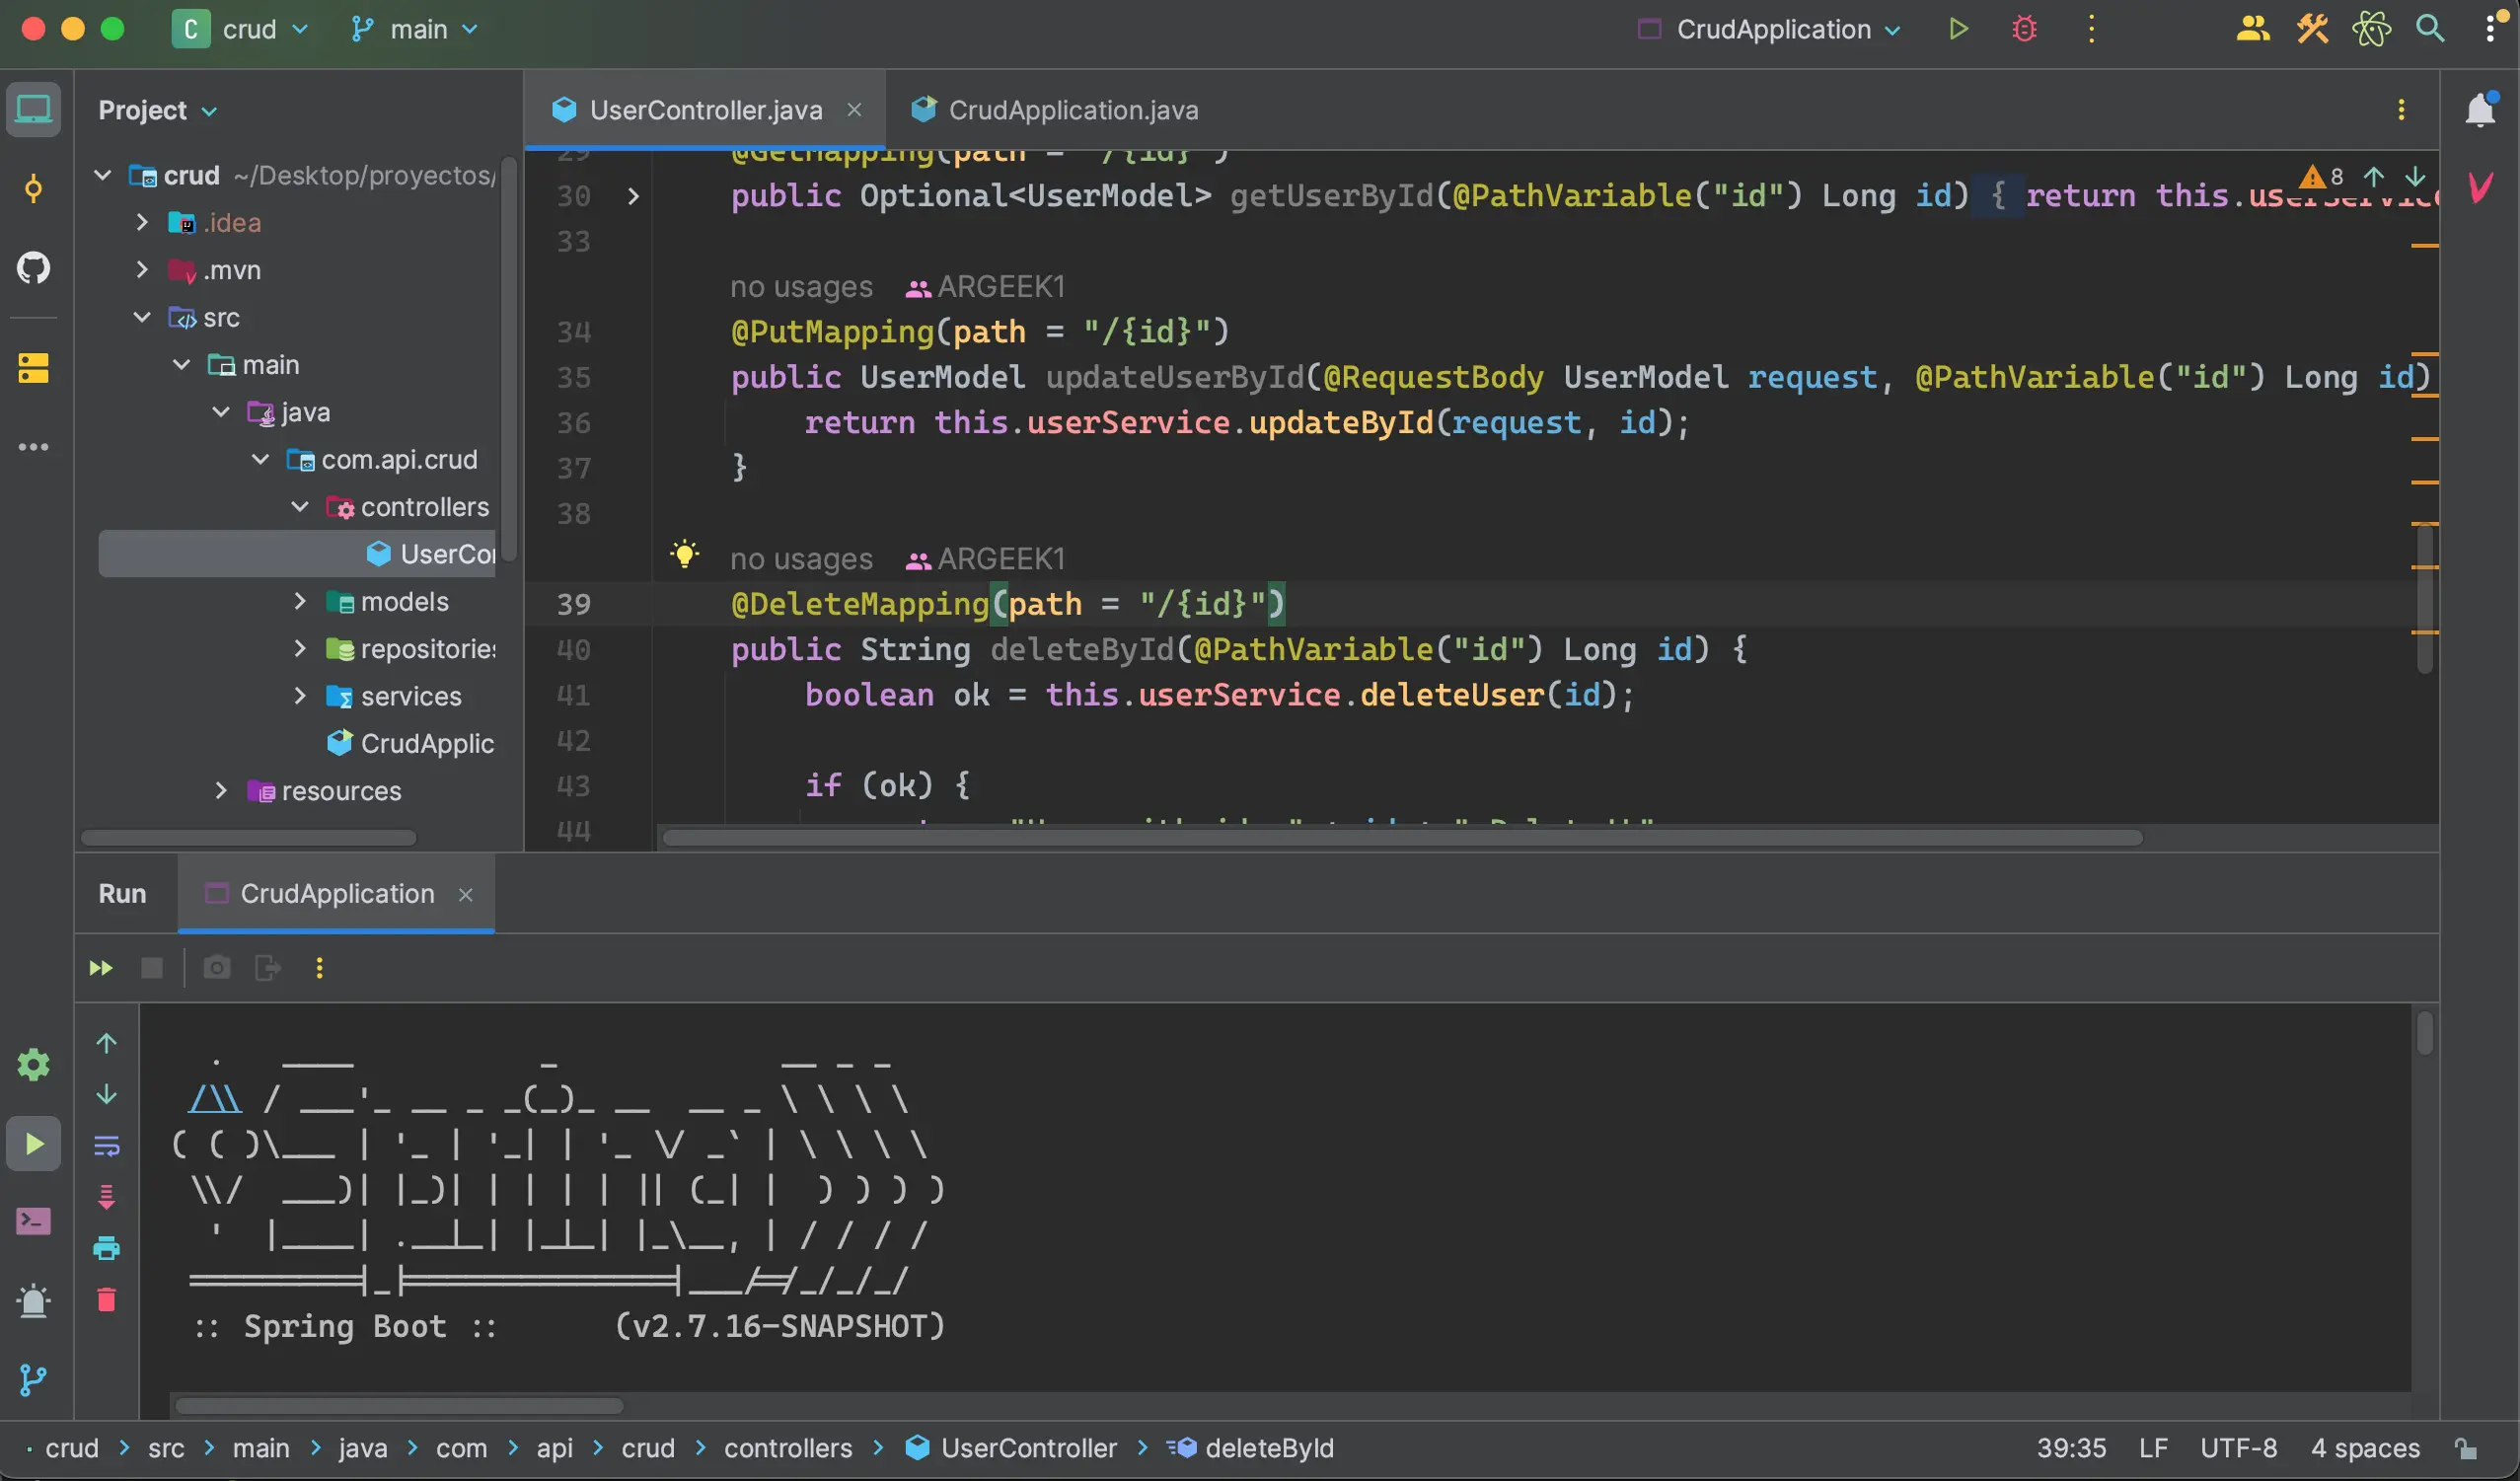 C crud main CrudApplication
Project
UserController.java CrudApplication.java
crud ~/Desktop/proyectos/
.idea
.mvn
src
main
java
com.api.crud
controllers
UserCon
models
repositories
services
CrudApplic
resources
29 @GetMapping(path = "/{id}")
30 public Optional<UserModel> getUserById(@PathVariable("id") Long id) { return this.userService
8
33
no usages ARGEEK1
34 @PutMapping(path = "/{id}")
35 public UserModel updateUserById(@RequestBody UserModel request, @PathVariable("id") Long id)
36 return this.userService.updateById(request, id);
37 }
38
no usages ARGEEK1
39 @DeleteMapping(path = "/{id}")
40 public String deleteById(@PathVariable("id") Long id) {
41 boolean ok = this.userService.deleteUser(id);
42
43 if (ok) {
44
Run CrudApplication
:: Spring Boot :: (v2.7.16-SNAPSHOT)
crud > src > main > java > com > api > crud > controllers > UserController > deleteById 39:35 LF UTF-8 4 spaces